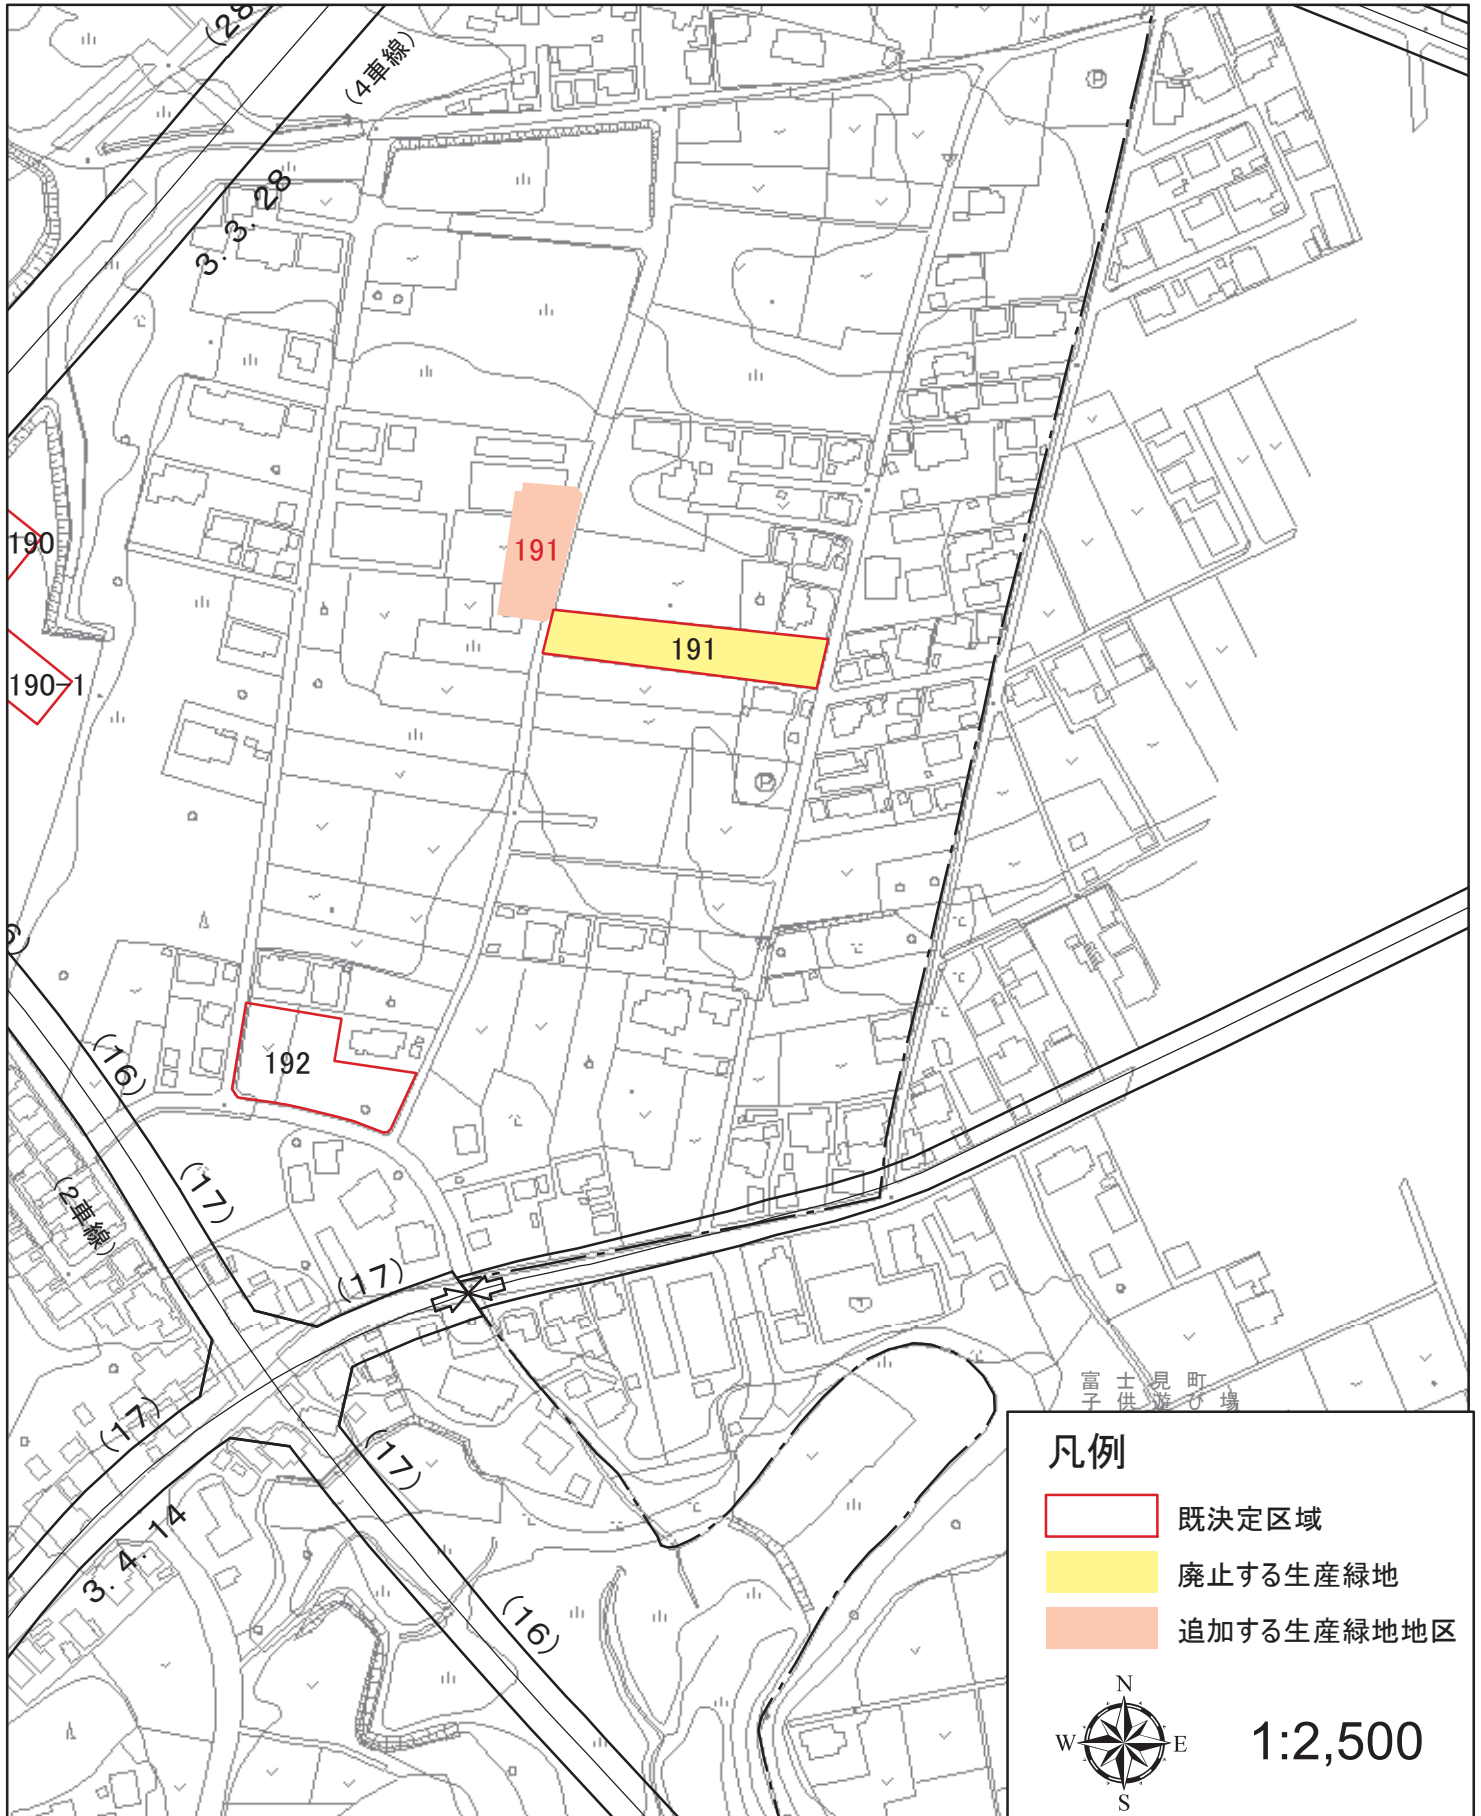 (28
(4車線)
3.3.28
190
191
191
190-1
192
(16)
(17)
(2車線)
(17)
(17)
(17)
3.4.14
(16)
富士見町
子供遊び場
凡例
既決定区域
廃止する生産緑地
追加する生産緑地地区
N
W E
S
1:2,500